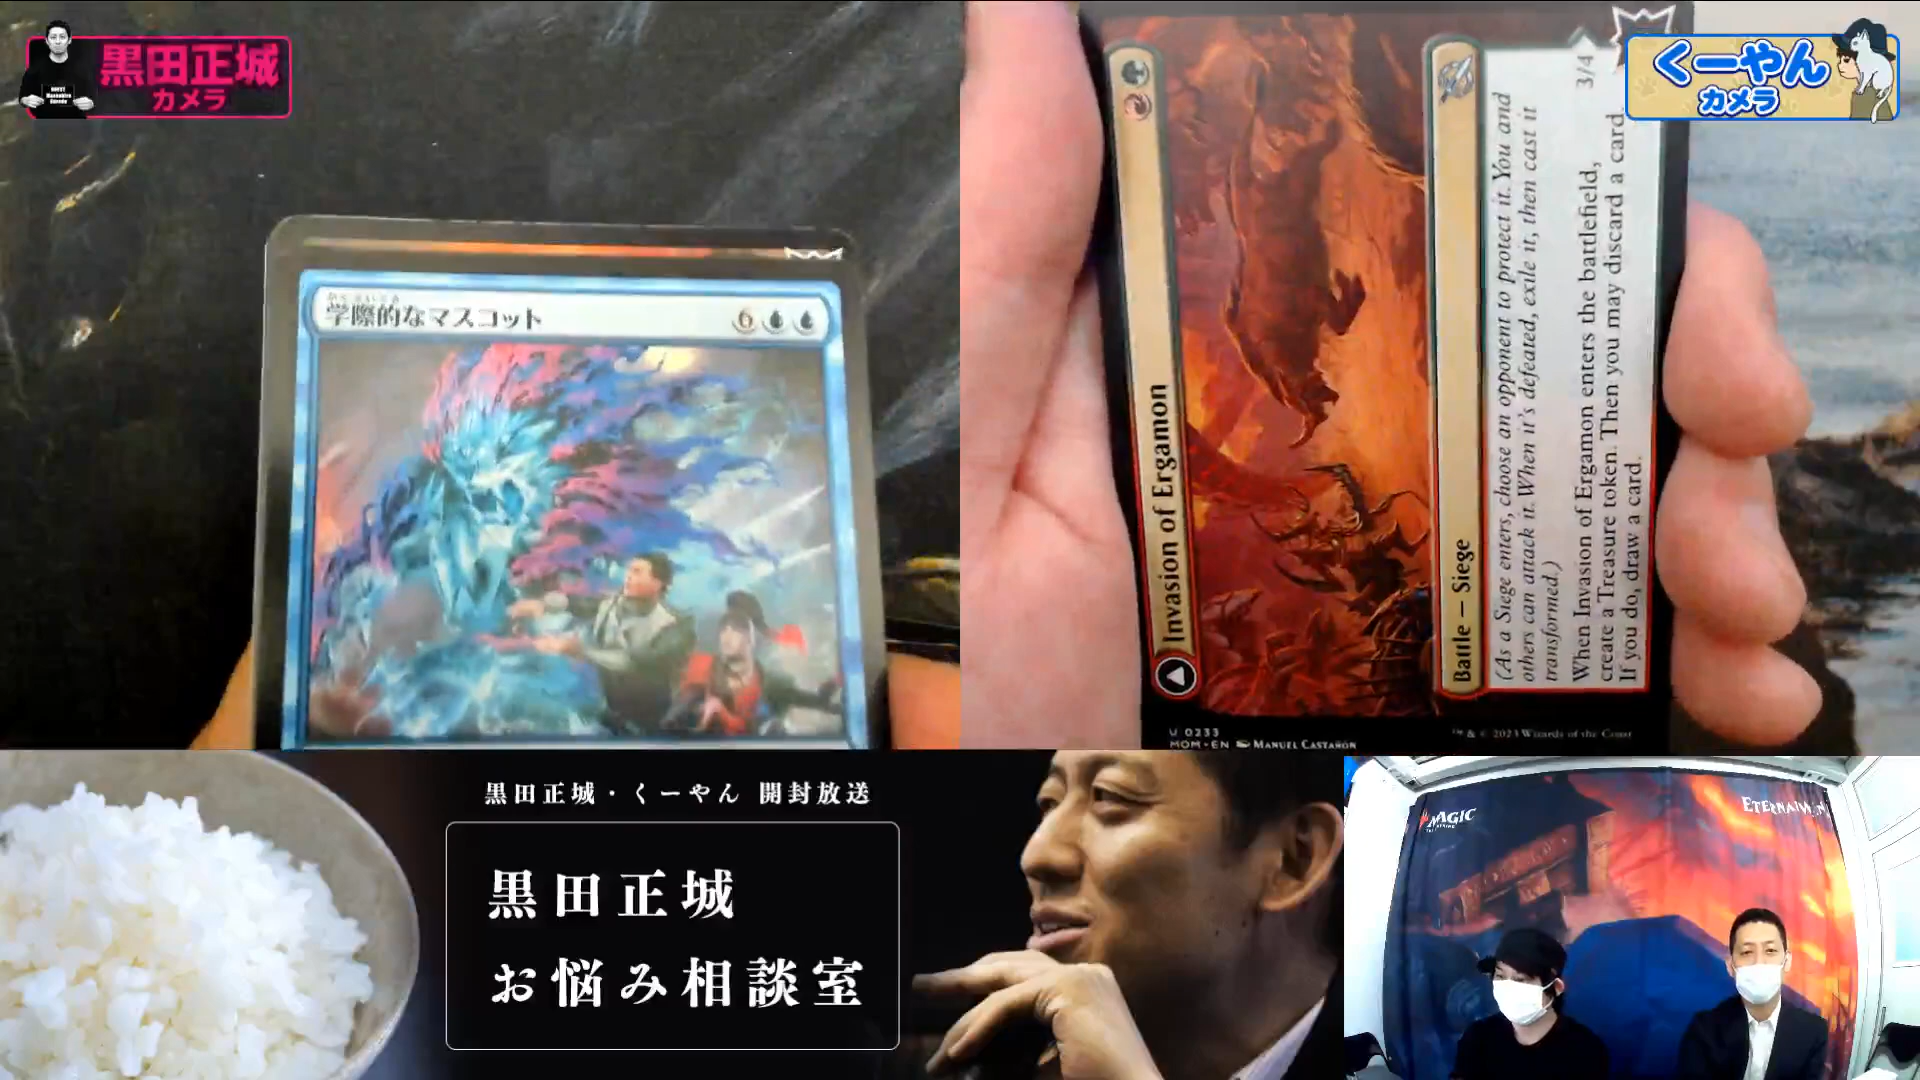 黒田正城
カメラ
学際的なマスコット
6
Invasion of Ergamon
Battle – Siege
3/4
(As a Siege enters, choose an opponent to protect it. You and
others can attack it. When it's defeated, exile it, then cast it
transformed.)
When Invasion of Ergamon enters the battlefield,
create a Treasure token. Then you may discard a card.
If you do, draw a card.
U 0233
MOM • EN MANUEL CASTAÑÓN
™ & © 2023 Wizards of the Coast
くーやん
カメラ
黒田正城・くーやん 開封放送
黒田正城
お悩み相談室
MAGIC